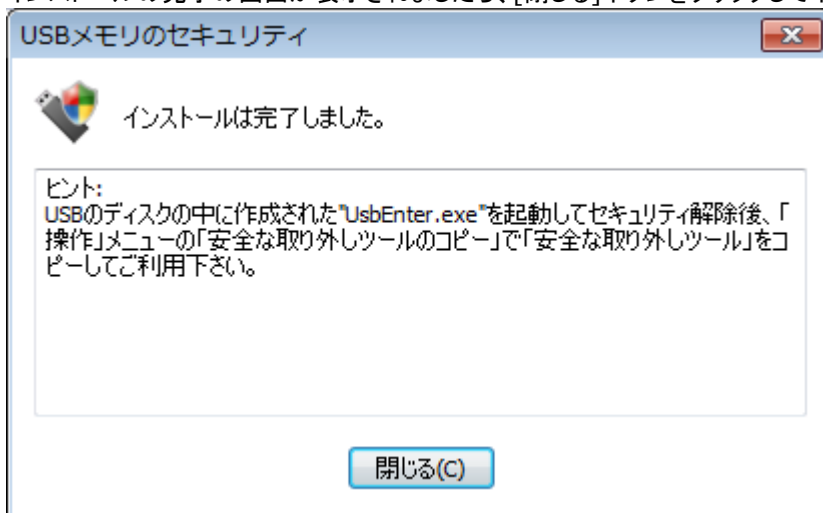 USBメモリのセキュリティ
インストールは完了しました。
ヒント:
USBのディスクの中に作成された"UsbEnter.exe"を起動してセキュリティ解除後、「
操作」メニューの「安全な取り外しツールのコピー」で「安全な取り外しツール」をコ
ピーしてご利用下さい。
閉じる(C)